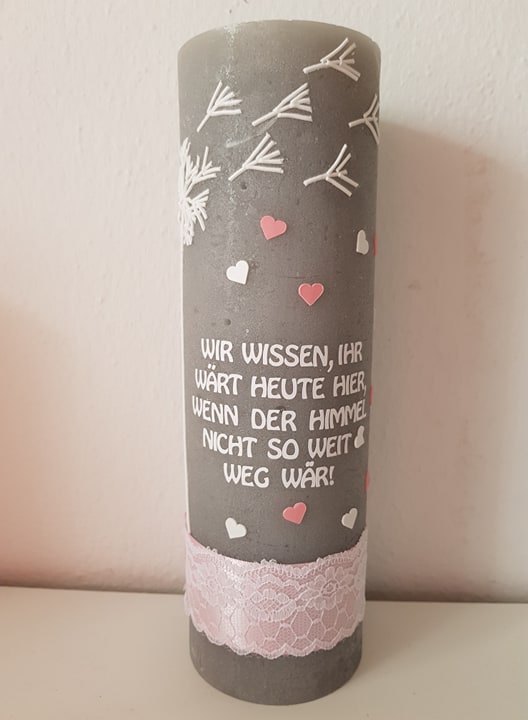 WIR WISSEN, IHR
WÄRT HEUTE HIER,
WENN DER HIMMEL
NICHT SO WEIT
WEG WÄR!